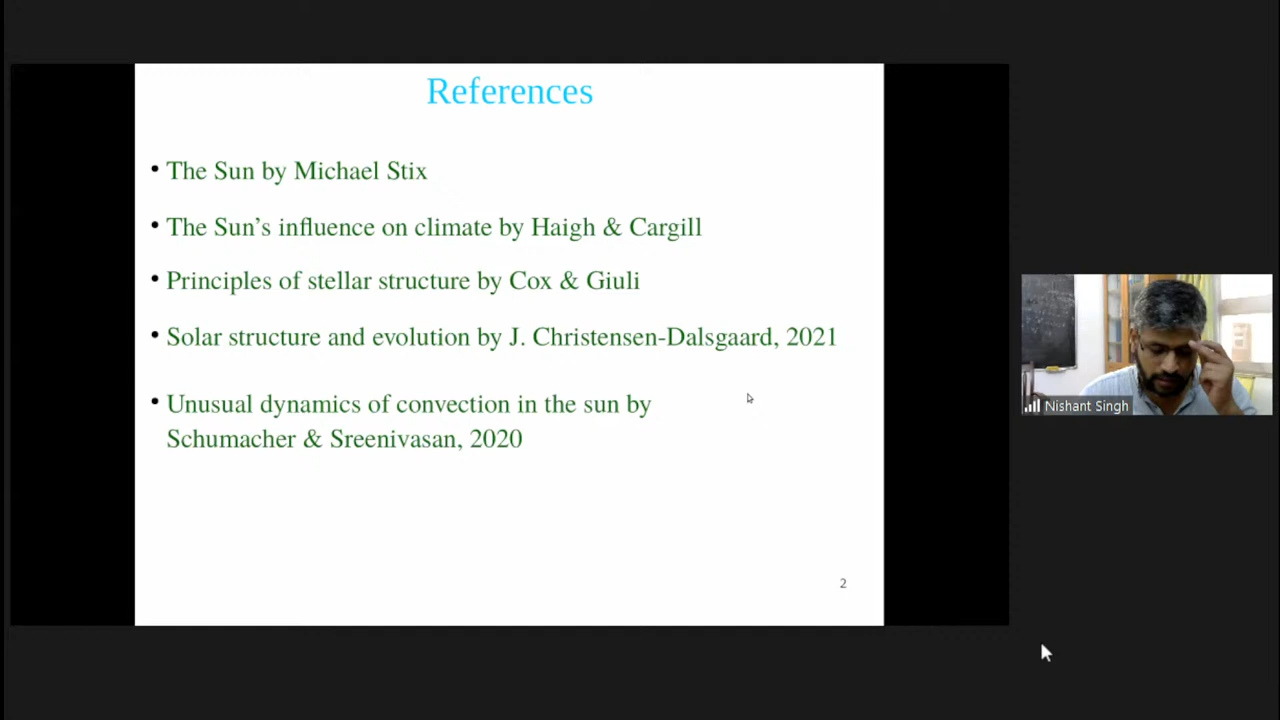 References
• The Sun by Michael Stix
• The Sun’s influence on climate by Haigh & Cargill
• Principles of stellar structure by Cox & Giuli
• Solar structure and evolution by J. Christensen-Dalsgaard, 2021
• Unusual dynamics of convection in the sun by
Schumacher & Sreenivasan, 2020
2
Nishant Singh